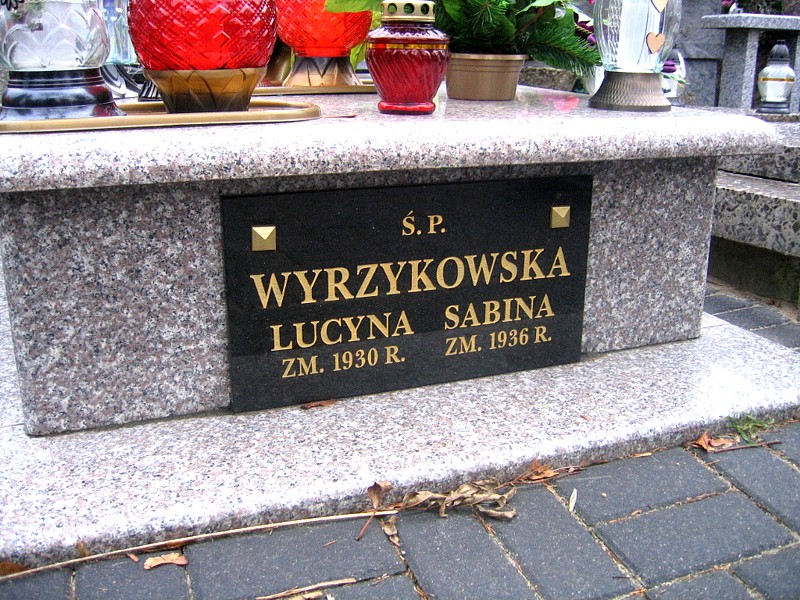 Ś. P.
WYRZYKOWSKA
LUCYNA SABINA
ZM. 1930 R. ZM. 1936 R.